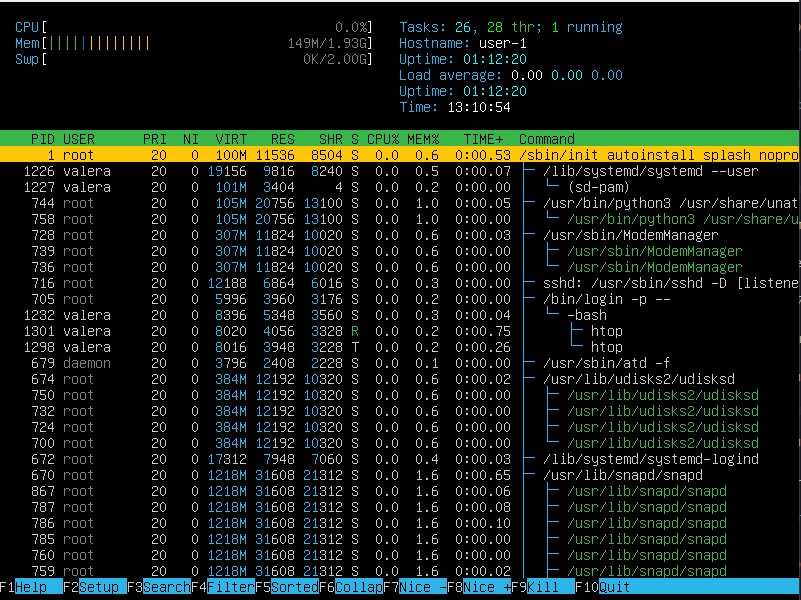 CPU[ 0.0%] Tasks: 26, 28 thr; 1 running
Mem[||||||||||||||| 149M/1.93G] Hostname: user-1
Swp[ 0K/2.00G] Uptime: 01:12:20
Load average: 0.00 0.00 0.00
Uptime: 01:12:20
Time: 13:10:54
PID USER PRI NI VIRT RES SHR S CPU% MEM% TIME+ Command
1 root 20 0 100M 11536 8504 S 0.0 0.6 0:00.53 /sbin/init autoinstall splash nopro
1226 valera 20 0 19156 9816 8240 S 0.0 0.5 0:00.07 ├─ /lib/systemd/systemd --user
1227 valera 20 0 101M 3404 4 S 0.0 0.2 0:00.00 │ └─ (sd-pam)
744 root 20 0 105M 20756 13100 S 0.0 1.0 0:00.05 ├─ /usr/bin/python3 /usr/share/unat
758 root 20 0 105M 20756 13100 S 0.0 1.0 0:00.00 │ └─ /usr/bin/python3 /usr/share/u
728 root 20 0 307M 11824 10020 S 0.0 0.6 0:00.03 ├─ /usr/sbin/ModemManager
739 root 20 0 307M 11824 10020 S 0.0 0.6 0:00.00 │ ├─ /usr/sbin/ModemManager
736 root 20 0 307M 11824 10020 S 0.0 0.6 0:00.00 │ └─ /usr/sbin/ModemManager
716 root 20 0 12188 6864 6016 S 0.0 0.3 0:00.00 ├─ sshd: /usr/sbin/sshd -D [listene
705 root 20 0 5996 3960 3176 S 0.0 0.2 0:00.00 ├─ /bin/login -p --
1232 valera 20 0 8396 5348 3560 S 0.0 0.3 0:00.04 │ └─ -bash
1301 valera 20 0 8020 4056 3328 R 0.0 0.2 0:00.75 │ ├─ htop
1298 valera 20 0 8016 3948 3228 T 0.0 0.2 0:00.26 │ └─ htop
679 daemon 20 0 3796 2408 2228 S 0.0 0.1 0:00.00 ├─ /usr/sbin/atd -f
674 root 20 0 384M 12192 10320 S 0.0 0.6 0:00.02 ├─ /usr/lib/udisks2/udisksd
750 root 20 0 384M 12192 10320 S 0.0 0.6 0:00.00 │ ├─ /usr/lib/udisks2/udisksd
732 root 20 0 384M 12192 10320 S 0.0 0.6 0:00.00 │ ├─ /usr/lib/udisks2/udisksd
724 root 20 0 384M 12192 10320 S 0.0 0.6 0:00.00 │ ├─ /usr/lib/udisks2/udisksd
700 root 20 0 384M 12192 10320 S 0.0 0.6 0:00.00 │ └─ /usr/lib/udisks2/udisksd
672 root 20 0 17312 7948 7060 S 0.0 0.4 0:00.03 ├─ /lib/systemd/systemd-logind
670 root 20 0 1218M 31608 21312 S 0.0 1.6 0:00.65 ├─ /usr/lib/snapd/snapd
867 root 20 0 1218M 31608 21312 S 0.0 1.6 0:00.06 │ ├─ /usr/lib/snapd/snapd
787 root 20 0 1218M 31608 21312 S 0.0 1.6 0:00.08 │ ├─ /usr/lib/snapd/snapd
786 root 20 0 1218M 31608 21312 S 0.0 1.6 0:00.10 │ ├─ /usr/lib/snapd/snapd
785 root 20 0 1218M 31608 21312 S 0.0 1.6 0:00.00 │ ├─ /usr/lib/snapd/snapd
760 root 20 0 1218M 31608 21312 S 0.0 1.6 0:00.00 │ ├─ /usr/lib/snapd/snapd
759 root 20 0 1218M 31608 21312 S 0.0 1.6 0:00.02 │ ├─ /usr/lib/snapd/snapd
F1Help F2Setup F3SearchF4FilterF5SortedF6CollapF7Nice -F8Nice +F9Kill F10Quit